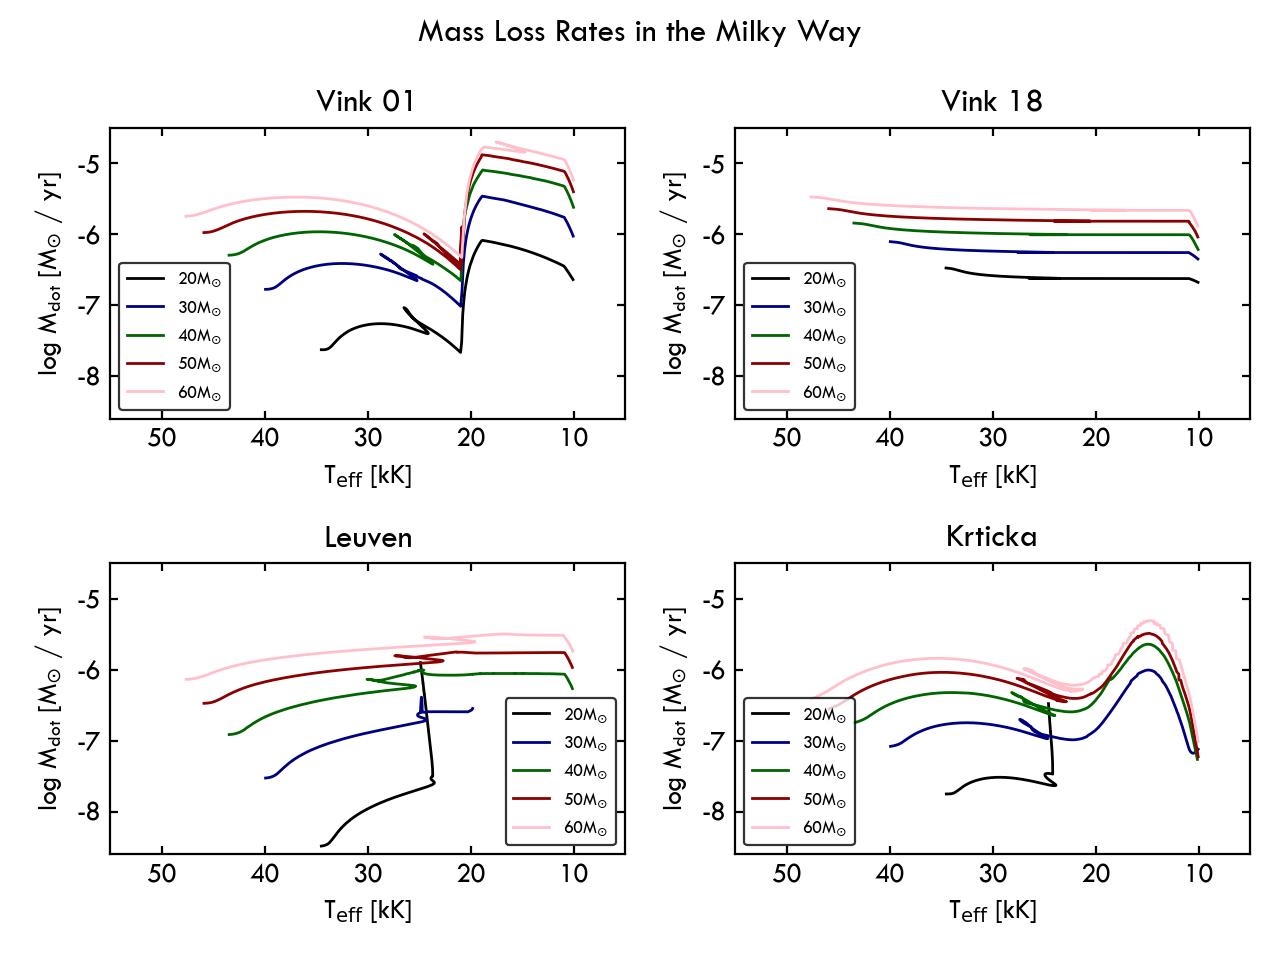 Mass Loss Rates in the Milky Way
Vink 01
log M_dot [M⊙ / yr]
-5
-6
-7
-8
20M⊙
30M⊙
40M⊙
50M⊙
60M⊙
50 40 30 20 10
T_eff [kK]
Vink 18
log M_dot [M⊙ / yr]
-5
-6
-7
-8
20M⊙
30M⊙
40M⊙
50M⊙
60M⊙
50 40 30 20 10
T_eff [kK]
Leuven
log M_dot [M⊙ / yr]
-5
-6
-7
-8
20M⊙
30M⊙
40M⊙
50M⊙
60M⊙
50 40 30 20 10
T_eff [kK]
Krticka
log M_dot [M⊙ / yr]
-5
-6
-7
-8
20M⊙
30M⊙
40M⊙
50M⊙
60M⊙
50 40 30 20 10
T_eff [kK]